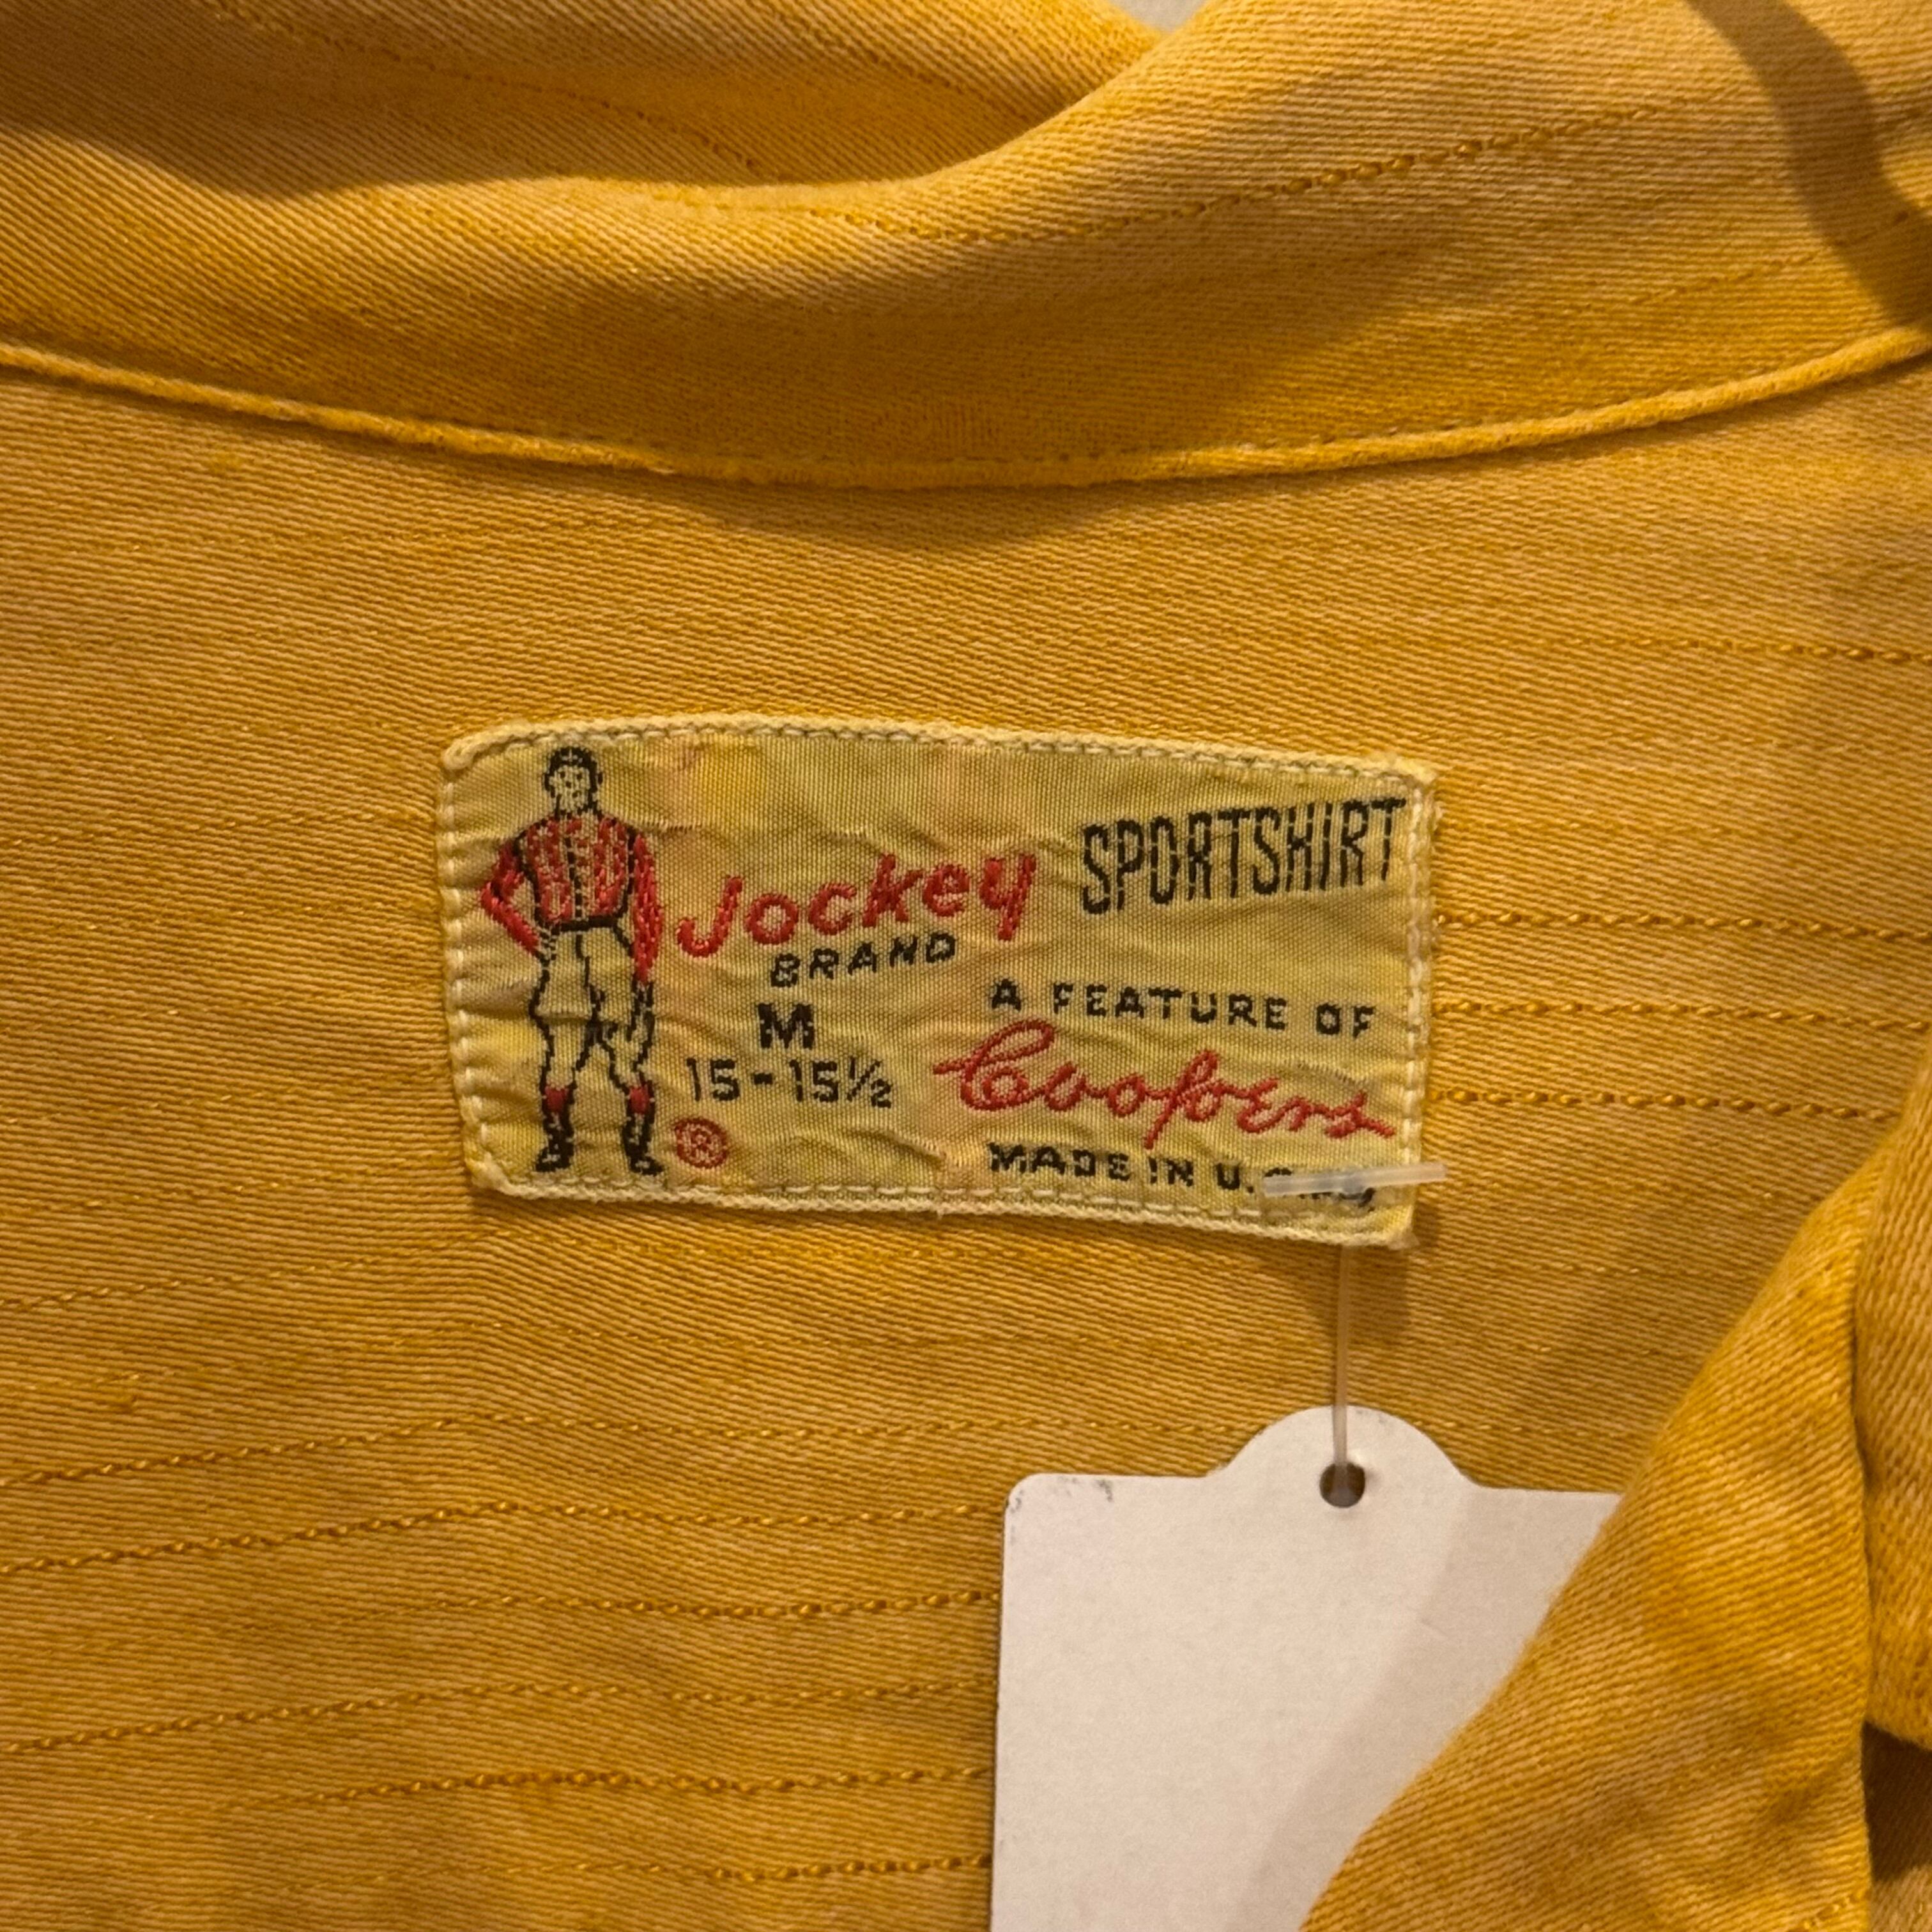 Jockey SPORTSHIRT
BRAND
M
15-15½
®
A FEATURE OF
Coopers
MADE IN U.